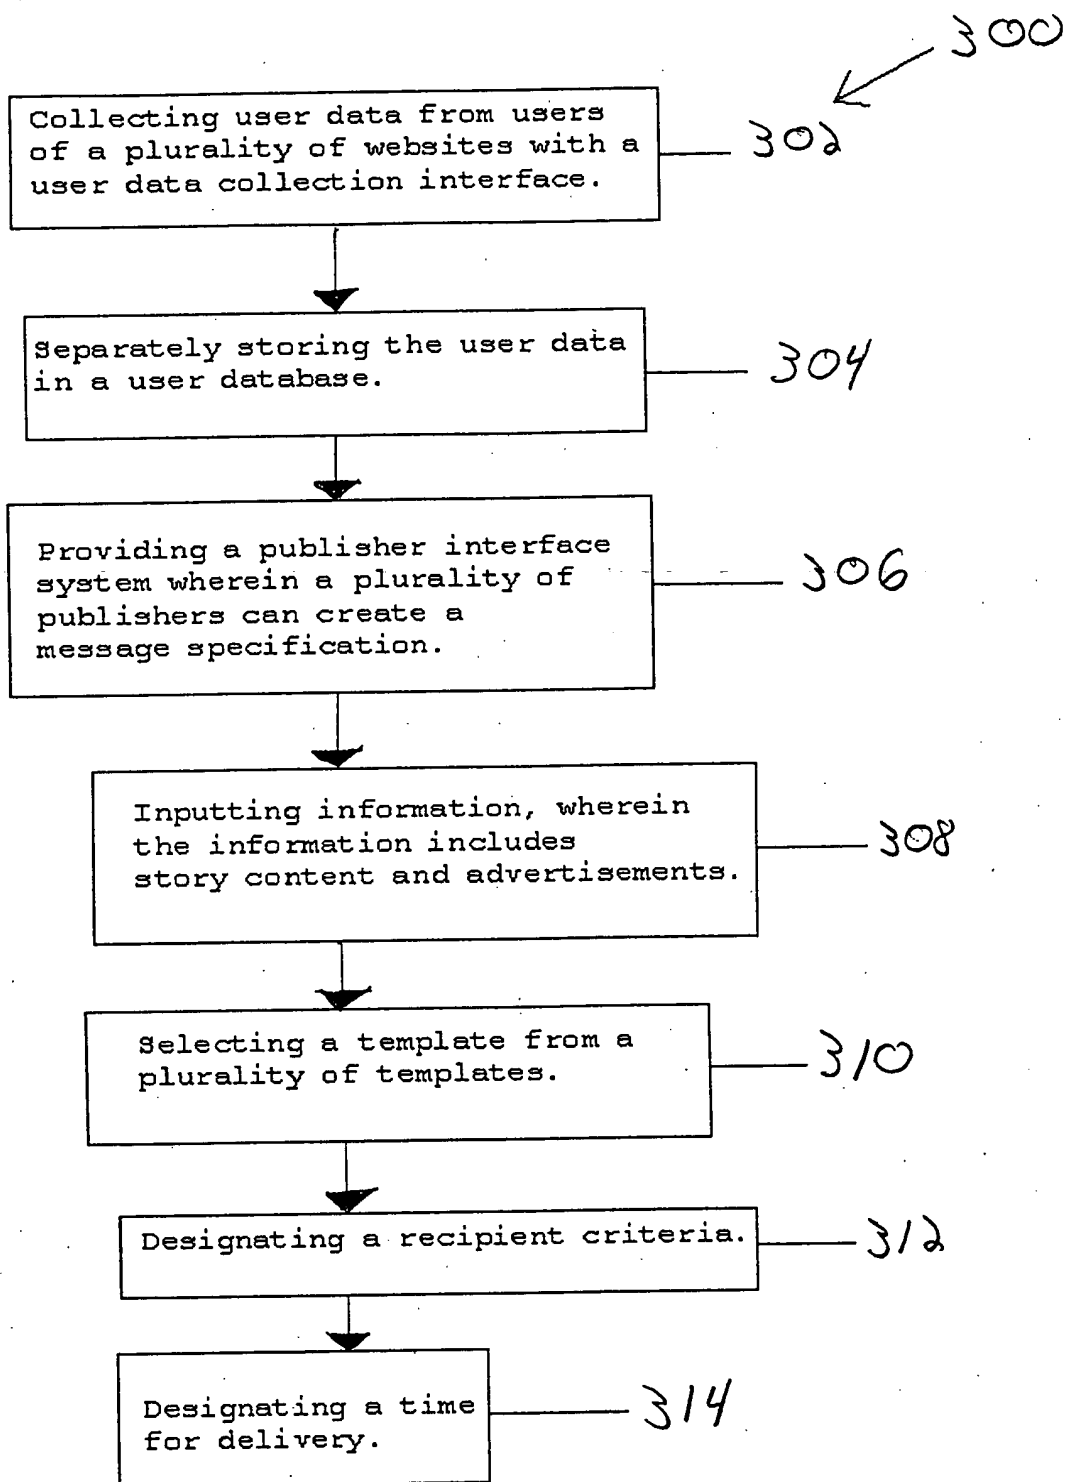 300
Collecting user data from users
of a plurality of websites with a
user data collection interface.
302
Separately storing the user data
in a user database.
304
Providing a publisher interface
system wherein a plurality of
publishers can create a
message specification.
306
Inputting information, wherein
the information includes
story content and advertisements.
308
Selecting a template from a
plurality of templates.
310
Designating a recipient criteria.
312
Designating a time
for delivery.
314